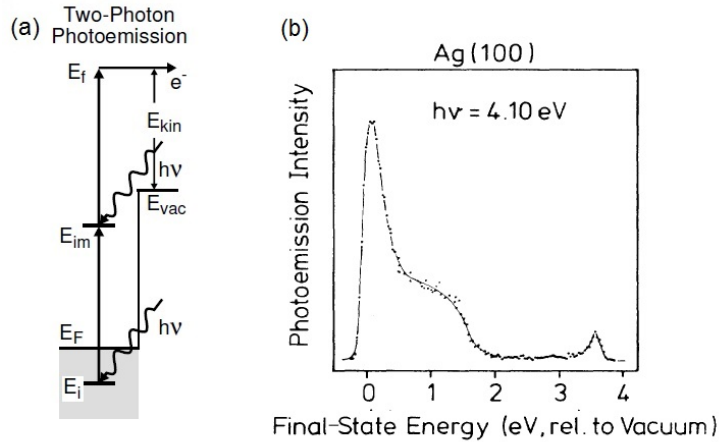 (a)
Two-Photon
Photoemission
E_f
e⁻
E_kin
hν
E_vac
E_im
hν
E_F
E_i
(b)
Ag(100)
hν = 4.10 eV
Photoemission Intensity
0 1 2 3 4
Final-State Energy (eV, rel. to Vacuum)